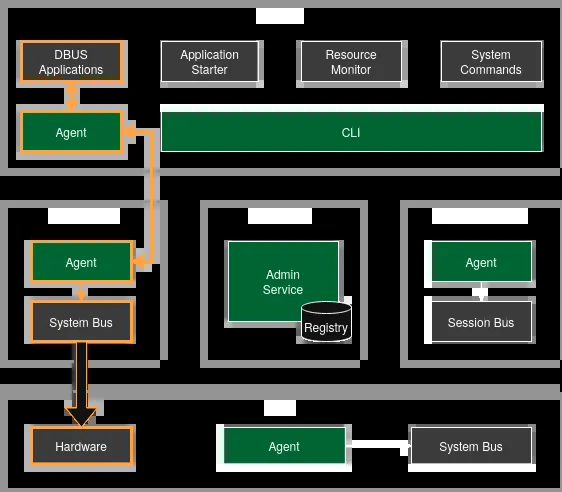 DBUS
Applications
Application
Starter
Resource
Monitor
System
Commands
Agent
CLI
Agent
Admin
Service
Registry
Agent
System Bus
Session Bus
Hardware
Agent
System Bus